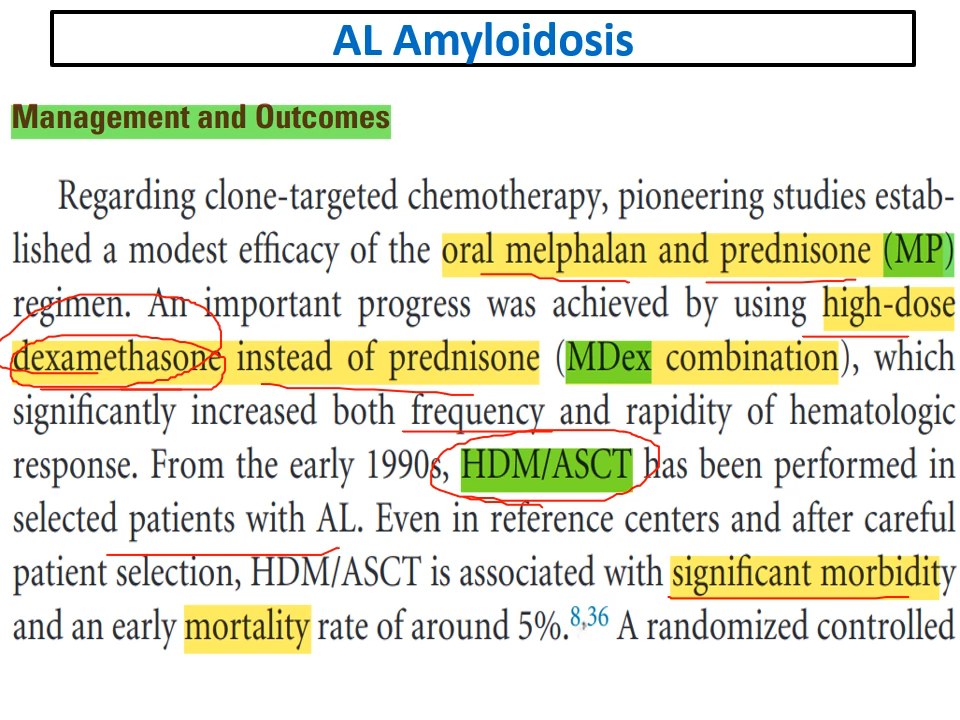 AL Amyloidosis
Management and Outcomes
Regarding clone-targeted chemotherapy, pioneering studies estab-
lished a modest efficacy of the oral melphalan and prednisone (MP)
regimen. An important progress was achieved by using high-dose
dexamethasone instead of prednisone (MDex combination), which
significantly increased both frequency and rapidity of hematologic
response. From the early 1990s, HDM/ASCT has been performed in
selected patients with AL. Even in reference centers and after careful
patient selection, HDM/ASCT is associated with significant morbidity
and an early mortality rate of around 5%.8,36 A randomized controlled